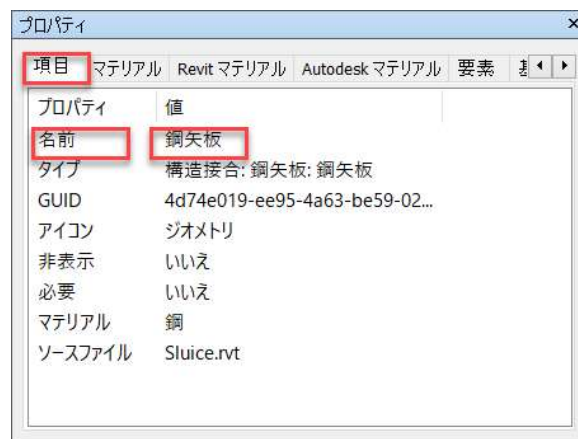 プロパティ ×
項目 マテリアル Revit マテリアル Autodesk マテリアル 要素
プロパティ 値
名前 鋼矢板
タイプ 構造接合: 鋼矢板: 鋼矢板
GUID 4d74e019-ee95-4a63-be59-02...
アイコン ジオメトリ
非表示 いいえ
必要 いいえ
マテリアル 鋼
ソースファイル Sluice.rvt